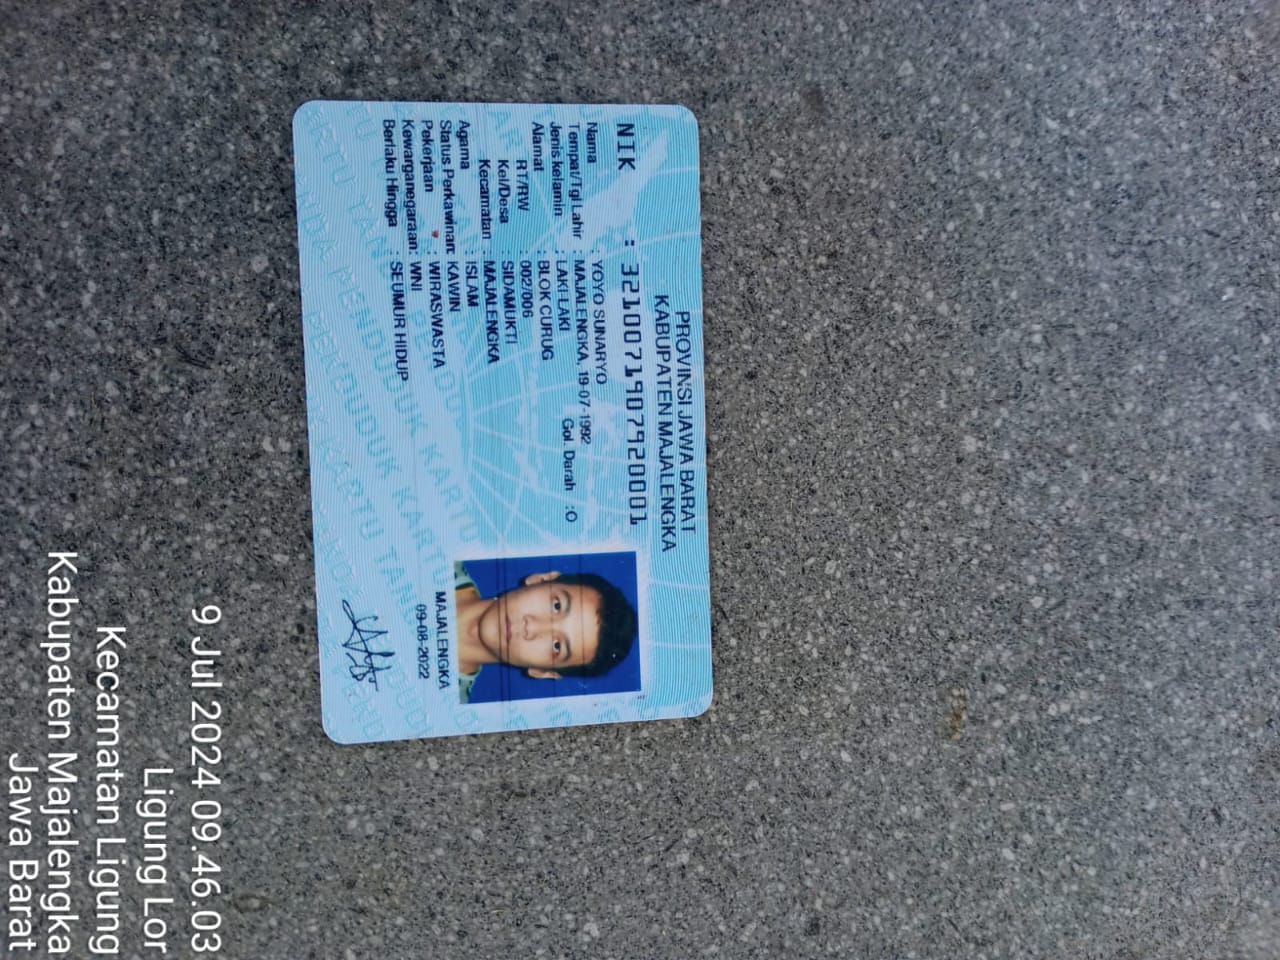 PROVINSI JAWA BARAT
KABUPATEN MAJALENGKA
NIK : 3210071907920001
Nama : YOYO SUNARYO
Tempat/Tgl Lahir : MAJALENGKA, 19-07-1992
Jenis kelamin : LAKI-LAKI Gol. Darah :O
Alamat : BLOK CURUG
RT/RW : 002/006
Kel/Desa : SIDAMUKTI
Kecamatan : MAJALENGKA
Agama : ISLAM
Status Perkawinan: KAWIN
Pekerjaan : WIRASWASTA
Kewarganegaraan: WNI
Berlaku Hingga : SEUMUR HIDUP
MAJALENGKA
09-08-2022
9 Jul 2024 09.46.03
Ligung Lor
Kecamatan Ligung
Kabupaten Majalengka
Jawa Barat